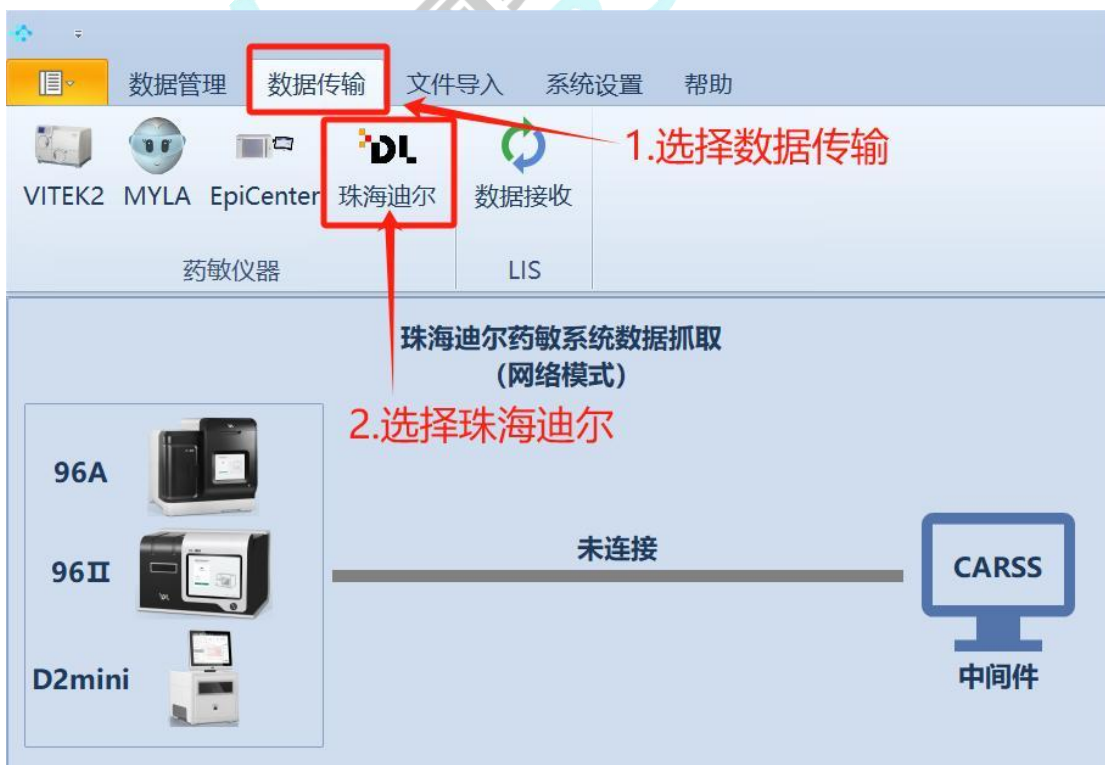 数据管理 数据传输 文件导入 系统设置 帮助
DL
1.选择数据传输
VITEK2 MYLA EpiCenter 珠海迪尔 数据接收
药敏仪器 LIS
珠海迪尔药敏系统数据抓取
(网络模式)
2.选择珠海迪尔
96A
未连接
CARSS
96Ⅱ
D2mini
中间件